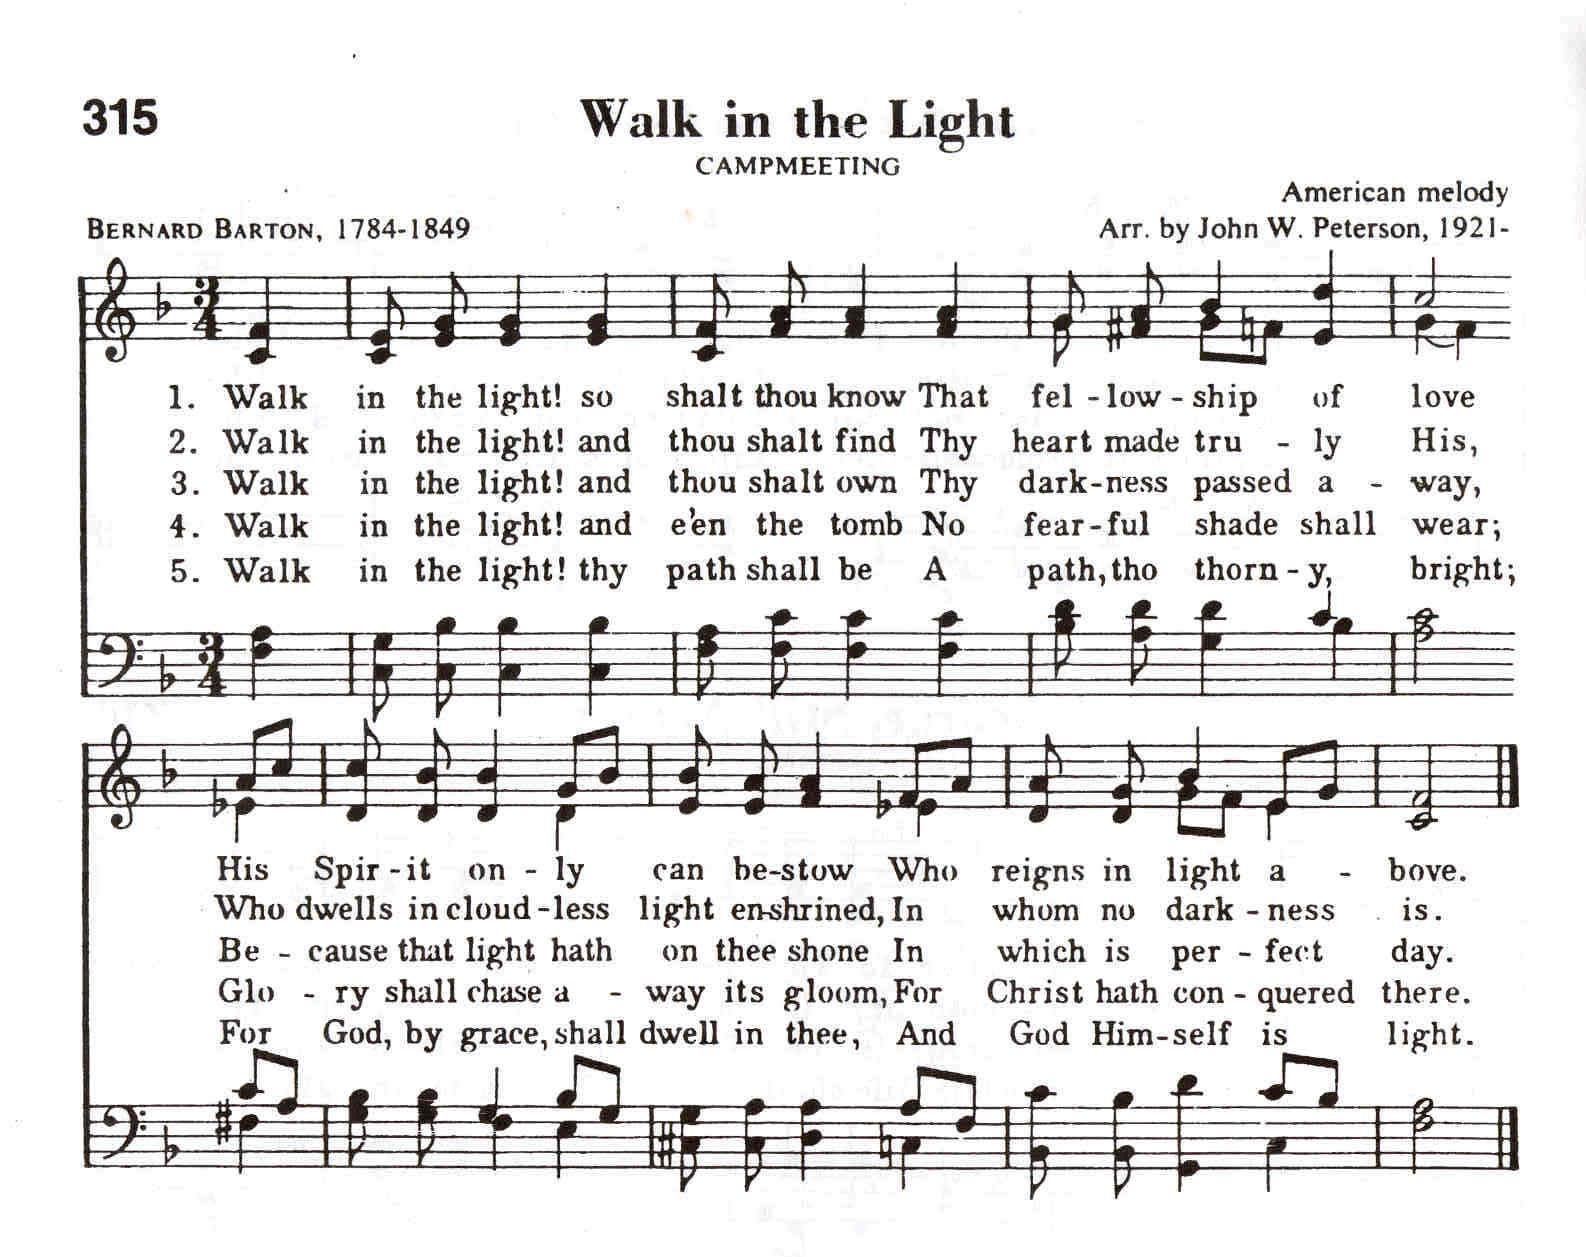 315
Walk in the Light
CAMPMEETING
American melody
BERNARD BARTON, 1784-1849
Arr. by John W. Peterson, 1921-
3
4
1. Walk in the light! so shalt thou know That fel - low - ship of love
2. Walk in the light! and thou shalt find Thy heart made tru - ly His,
3. Walk in the light! and thou shalt own Thy dark-ness passed a - way,
4. Walk in the light! and e'en the tomb No fear-ful shade shall wear;
5. Walk in the light! thy path shall be A path, tho thorn - y, bright;
3
4
His Spir - it on - ly can be-stow Who reigns in light a - bove.
Who dwells in cloud-less light en-shrined, In whom no dark - ness is.
Be - cause that light hath on thee shone In which is per - fect day.
Glo - ry shall chase a - way its gloom, For Christ hath con - quered there.
For God, by grace, shall dwell in thee, And God Him-self is light.